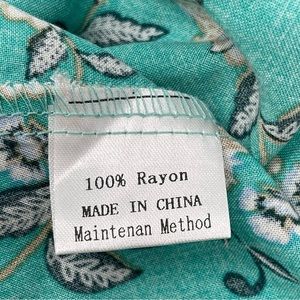 100% Rayon
MADE IN CHINA
Maintenan Method